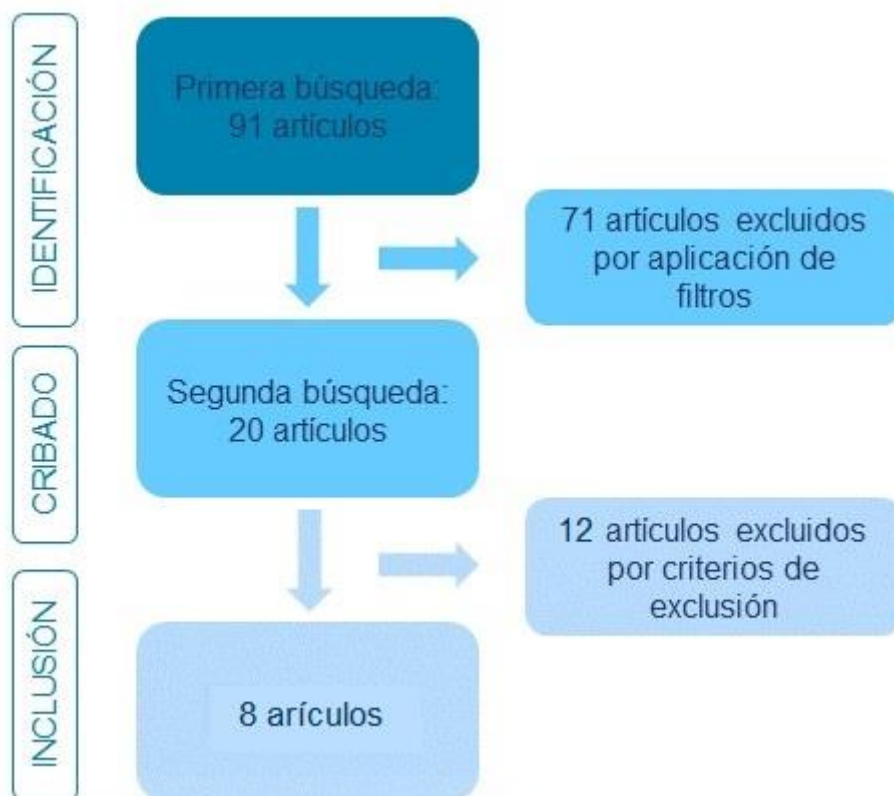 IDENTIFICACIÓN
Primera búsqueda:
91 artículos
71 artículos excluidos
por aplicación de
filtros
CRIBADO
Segunda búsqueda:
20 artículos
12 artículos excluidos
por criterios de
exclusión
INCLUSIÓN
8 arículos